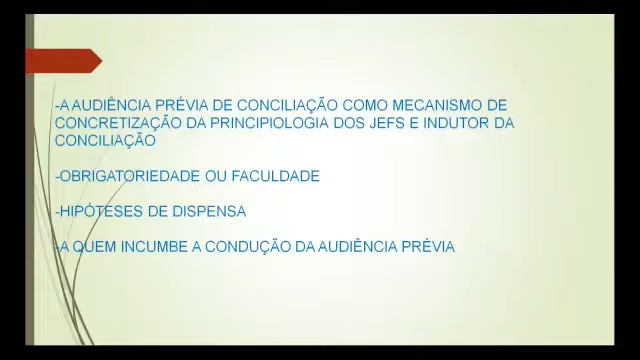 -A AUDIÊNCIA PRÉVIA DE CONCILIAÇÃO COMO MECANISMO DE
CONCRETIZAÇÃO DA PRINCIPIOLOGIA DOS JEFS E INDUTOR DA
CONCILIAÇÃO
-OBRIGATORIEDADE OU FACULDADE
-HIPÓTESES DE DISPENSA
-A QUEM INCUMBE A CONDUÇÃO DA AUDIÊNCIA PRÉVIA